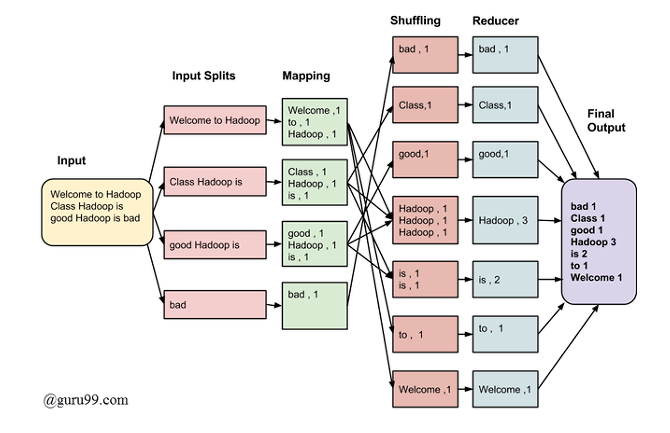 Shuffling
Reducer
Input Splits
Mapping
Final
Output
Input
Welcome to Hadoop
Class Hadoop is
good Hadoop is bad
Welcome to Hadoop
Class Hadoop is
good Hadoop is
bad
Welcome ,1
to , 1
Hadoop , 1
Class , 1
Hadoop , 1
is , 1
good , 1
Hadoop , 1
is , 1
bad , 1
bad , 1
Class,1
good,1
Hadoop , 1
Hadoop , 1
Hadoop , 1
is , 1
is , 1
to , 1
Welcome ,1
bad , 1
Class,1
good,1
Hadoop , 3
is , 2
to , 1
Welcome ,1
bad 1
Class 1
good 1
Hadoop 3
is 2
to 1
Welcome 1
@guru99.com